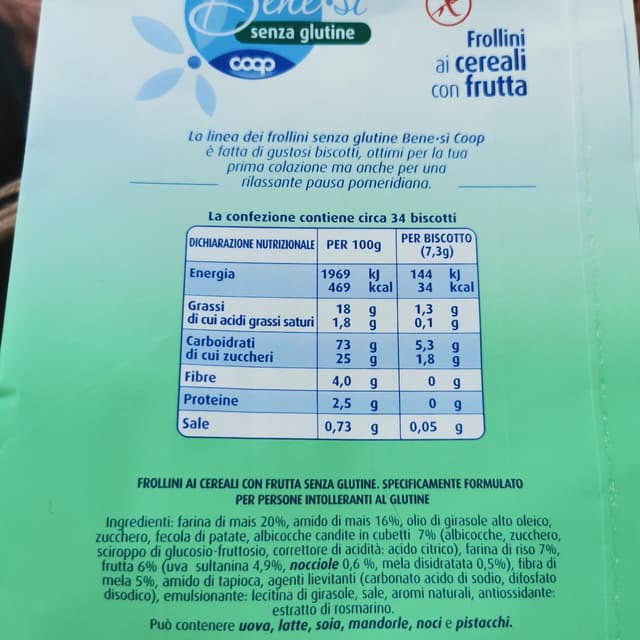 Bene·sì
senza glutine
coop
Frollini
ai cereali
con frutta
La linea dei frollini senza glutine Bene·sì Coop
è fatta di gustosi biscotti, ottimi per la tua
prima colazione ma anche per una
rilassante pausa pomeridiana.
La confezione contiene circa 34 biscotti
DICHIARAZIONE NUTRIZIONALE PER 100g PER BISCOTTO (7,3g)
Energia 1969 kJ 144 kJ
469 kcal 34 kcal
Grassi 18 g 1,3 g
di cui acidi grassi saturi 1,8 g 0,1 g
Carboidrati 73 g 5,3 g
di cui zuccheri 25 g 1,8 g
Fibre 4,0 g 0 g
Proteine 2,5 g 0 g
Sale 0,73 g 0,05 g
FROLLINI AI CEREALI CON FRUTTA SENZA GLUTINE. SPECIFICAMENTE FORMULATO
PER PERSONE INTOLLERANTI AL GLUTINE
Ingredienti: farina di mais 20%, amido di mais 16%, olio di girasole alto oleico,
zucchero, fecola di patate, albicocche candite in cubetti 7% (albicocche, zucchero,
sciroppo di glucosio-fruttosio, correttore di acidità: acido citrico), farina di riso 7%,
frutta 6% (uva sultanina 4,9%, nocciole 0,6 %, mela disidratata 0,5%), fibra di
mela 5%, amido di tapioca, agenti lievitanti (carbonato acido di sodio, difosfato
disodico), emulsionante: lecitina di girasole, sale, aromi naturali, antiossidante:
estratto di rosmarino.
Può contenere uova, latte, soia, mandorle, noci e pistacchi.